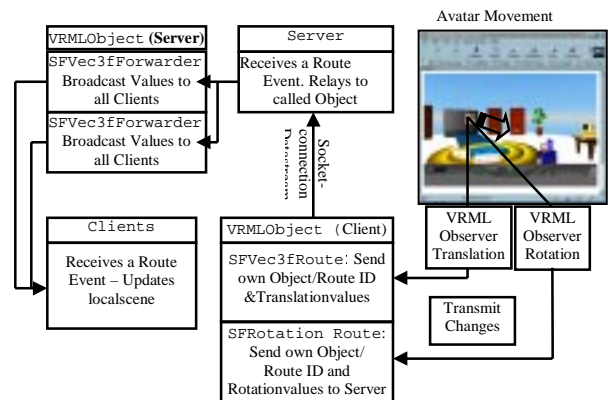 Avatar Movement
VRMLObject (Server)
SFVec3fForwarder
Broadcast Values to
all Clients
SFVec3fForwarder
Broadcast Values to
all Clients
Server
Receives a Route
Event. Relays to
called Object
Socket-
connection
Clients
Receives a Route
Event – Updates
localscene
VRMLObject (Client)
SFVec3fRoute: Send
own Object/Route ID
&Translationvalues
SFRotation Route:
Send own Object/
Route ID and
Rotationvalues to Server
VRML
Observer
Translation
VRML
Observer
Rotation
Transmit
Changes